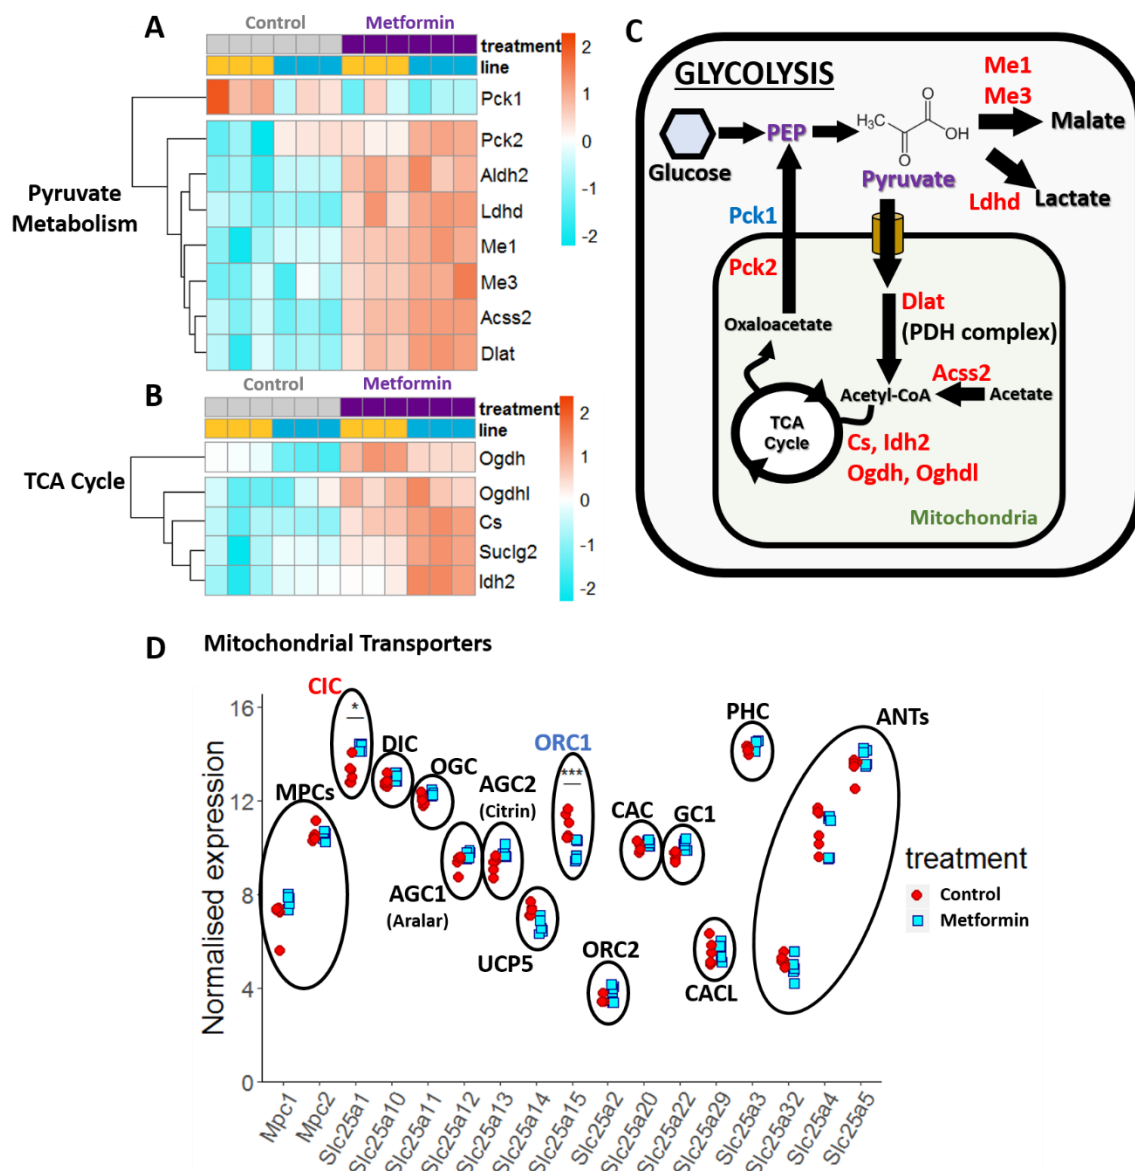 A
Control
Metformin
treatment
line
Pck1
Pck2
Aldh2
Ldhd
Me1
Me3
Acss2
Dlat
Pyruvate
Metabolism
2
1
0
-1
-2
B
Control
Metformin
treatment
line
Ogdh
Ogdhl
Cs
Suclg2
Idh2
TCA Cycle
2
1
0
-1
-2
C
GLYCOLYSIS
Glucose
PEP
H₃C
O
O
OH
Pyruvate
Me1
Me3
Malate
Ldhd
Lactate
Pck1
Pck2
Dlat
(PDH complex)
Oxaloacetate
Acss2
Acetyl-CoA
Acetate
TCA
Cycle
Cs, Idh2
Ogdh, Oghdl
Mitochondria
D
Mitochondrial Transporters
Normalised expression
16
12
8
4
0
MPCs
CIC
*
DIC
OGC
AGC1
(Aralar)
AGC2
(Citrin)
UCP5
ORC1
***
ORC2
CAC
GC1
CACL
PHC
ANTs
treatment
Control
Metformin
Mpc1
Mpc2
Slc25a1
Slc25a10
Slc25a11
Slc25a12
Slc25a13
Slc25a14
Slc25a15
Slc25a2
Slc25a20
Slc25a22
Slc25a29
Slc25a3
Slc25a32
Slc25a4
Slc25a5